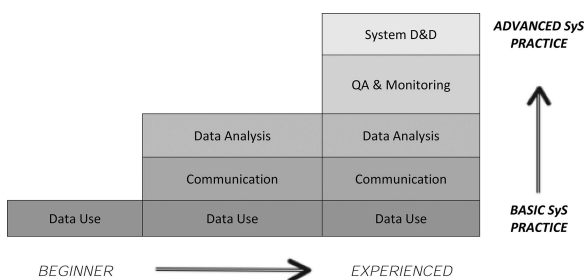 System D&D
ADVANCED SyS
PRACTICE
QA & Monitoring
Data Analysis
Data Analysis
Communication
Communication
Data Use
Data Use
Data Use
BASIC SyS
PRACTICE
BEGINNER
EXPERIENCED